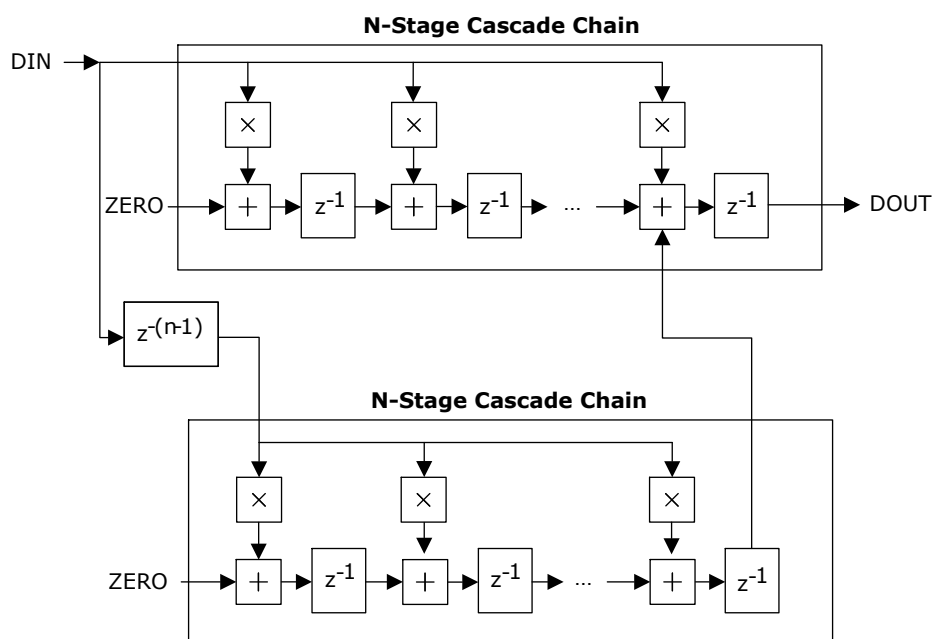 N-Stage Cascade Chain
DIN
× × ×
ZERO + z-1 + z-1 ... + z-1 DOUT
z-(n-1)
N-Stage Cascade Chain
× × ×
ZERO + z-1 + z-1 ... + z-1